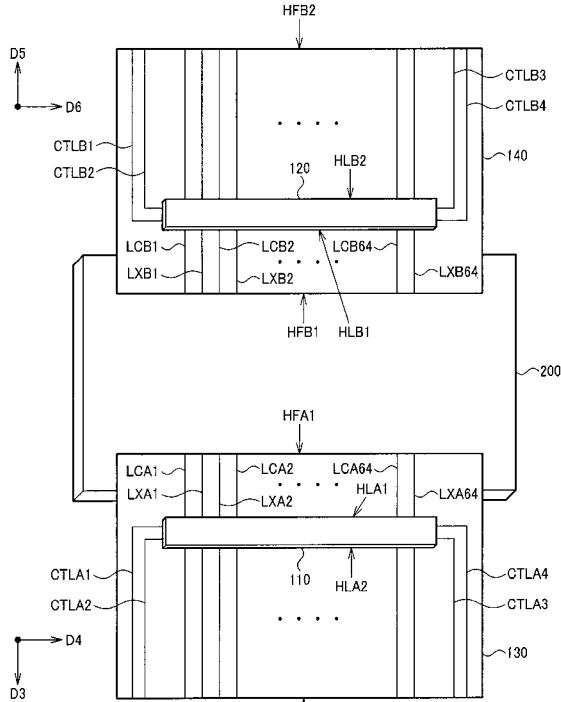 HFB2
D5
D6
CTLB1
CTLB2
CTLB3
CTLB4
140
120
HLB2
LCB1
LXB1
LCB2
LXB2
LCB64
LXB64
HFB1
HLB1
200
HFA1
LCA1
LXA1
LCA2
LXA2
LCA64
LXA64
HLA1
CTLA1
CTLA2
110
HLA2
CTLA4
CTLA3
D4
D3
130